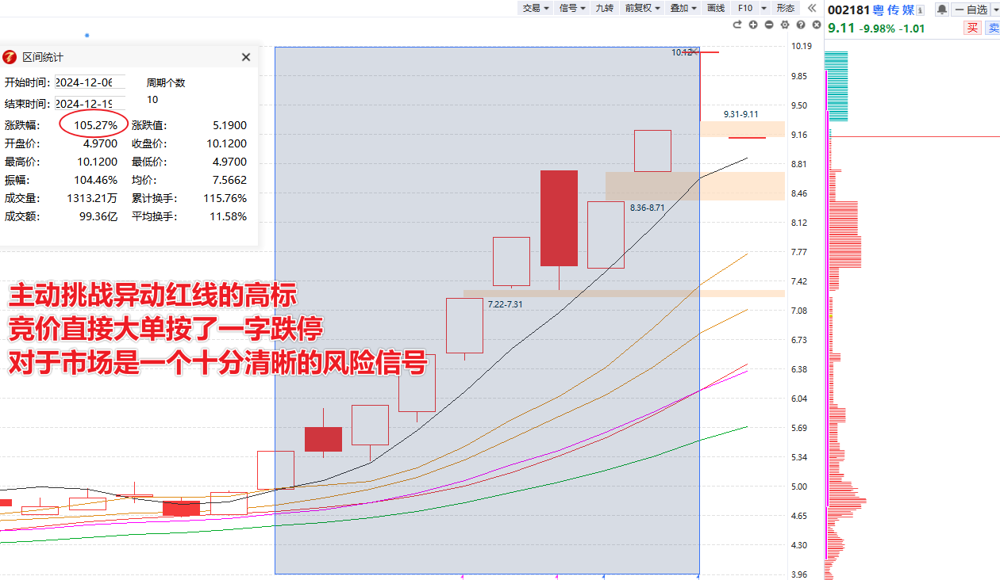 交易 信号 九转 前复权 叠加 画线 F10 形态
002181 粤传媒 自选
9.11 -9.98% -1.01 买 卖
区间统计
开始时间: 2024-12-06 周期个数
结束时间: 2024-12-19 10
涨跌幅: 105.27% 涨跌值: 5.1900
开盘价: 4.9700 收盘价: 10.1200
最高价: 10.1200 最低价: 4.9700
振幅: 104.46% 均价: 7.5662
成交量: 1313.21万 累计换手: 115.76%
成交额: 99.36亿 平均换手: 11.58%
10.12
9.31-9.11
8.36-8.71
7.22-7.31
主动挑战异动红线的高标
竞价直接大单按了一字跌停
对于市场是一个十分清晰的风险信号
10.19
9.85
9.50
9.16
8.81
8.46
8.12
7.77
7.42
7.08
6.73
6.38
6.04
5.69
5.34
5.00
4.65
4.30
3.96